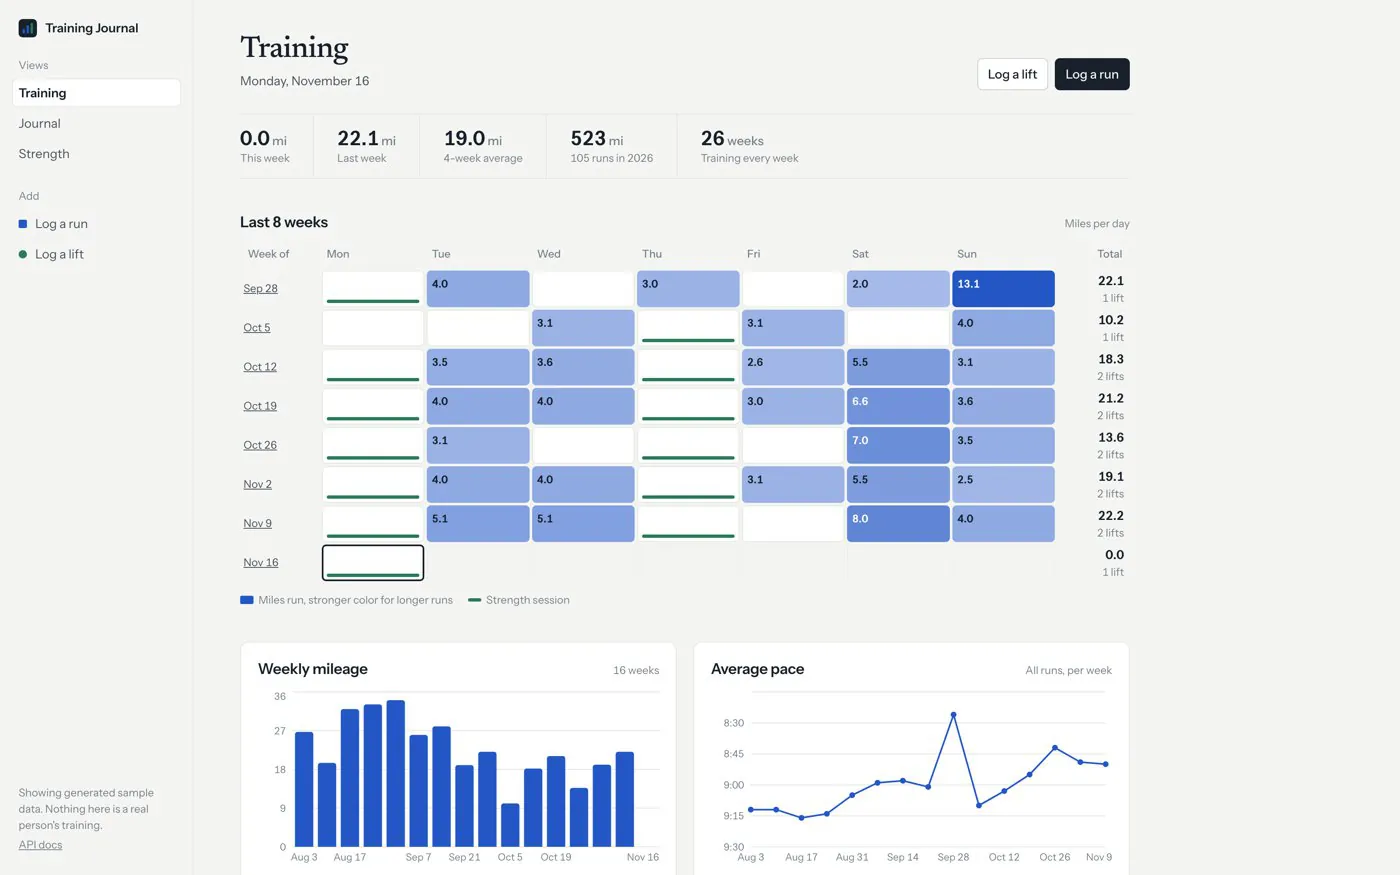 Training Journal
Views
Training
Journal
Strength
Add
Log a run
Log a lift
Showing generated sample
data. Nothing here is a real
person's training.
API docs
Training
Monday, November 16
Log a lift
Log a run
0.0 mi
This week
22.1 mi
Last week
19.0 mi
4-week average
523 mi
105 runs in 2026
26 weeks
Training every week
Last 8 weeks
Miles per day
Week of Mon Tue Wed Thu Fri Sat Sun Total
Sep 28 4.0 3.0 2.0 13.1 22.1
1 lift
Oct 5 3.1 3.1 4.0 10.2
1 lift
Oct 12 3.5 3.6 2.6 5.5 3.1 18.3
2 lifts
Oct 19 4.0 4.0 3.0 6.6 3.6 21.2
2 lifts
Oct 26 3.1 7.0 3.5 13.6
2 lifts
Nov 2 4.0 4.0 3.1 5.5 2.5 19.1
2 lifts
Nov 9 5.1 5.1 8.0 4.0 22.2
2 lifts
Nov 16 0.0
1 lift
Miles run, stronger color for longer runs
Strength session
Weekly mileage
16 weeks
36
27
18
9
0
Aug 3 Aug 17 Sep 7 Sep 21 Oct 5 Oct 19 Nov 16
Average pace
All runs, per week
8:30
8:45
9:00
9:15
9:30
Aug 3 Aug 17 Aug 31 Sep 14 Sep 28 Oct 12 Oct 26 Nov 9